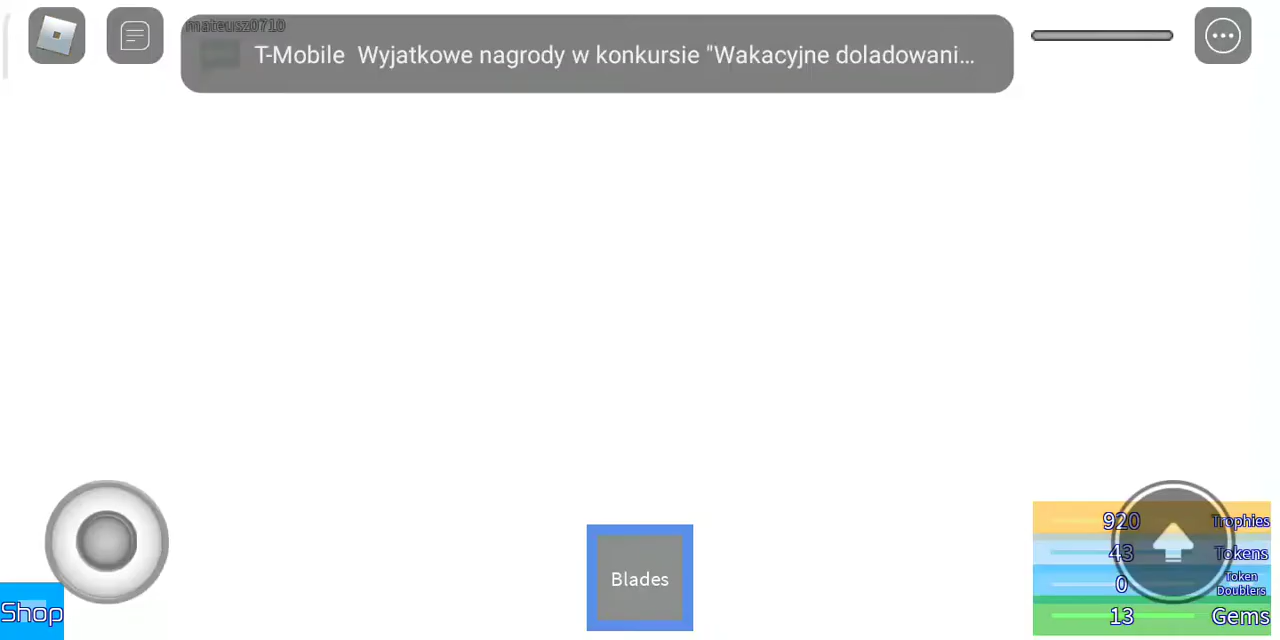 mateusz0710
T-Mobile Wyjatkowe nagrody w konkursie "Wakacyjne doladowani...
920 Trophies
43 Tokens
0 Token Doublers
13 Gems
Blades
Shop